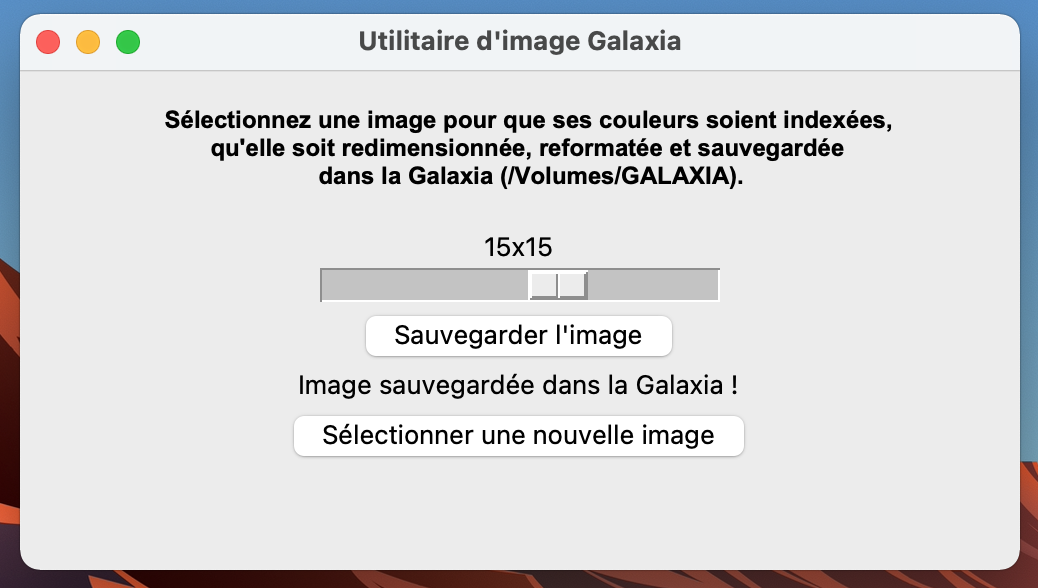 Utilitaire d'image Galaxia
Sélectionnez une image pour que ses couleurs soient indexées,
qu'elle soit redimensionnée, reformatée et sauvegardée
dans la Galaxia (/Volumes/GALAXIA).
15x15
Sauvegarder l'image
Image sauvegardée dans la Galaxia !
Sélectionner une nouvelle image